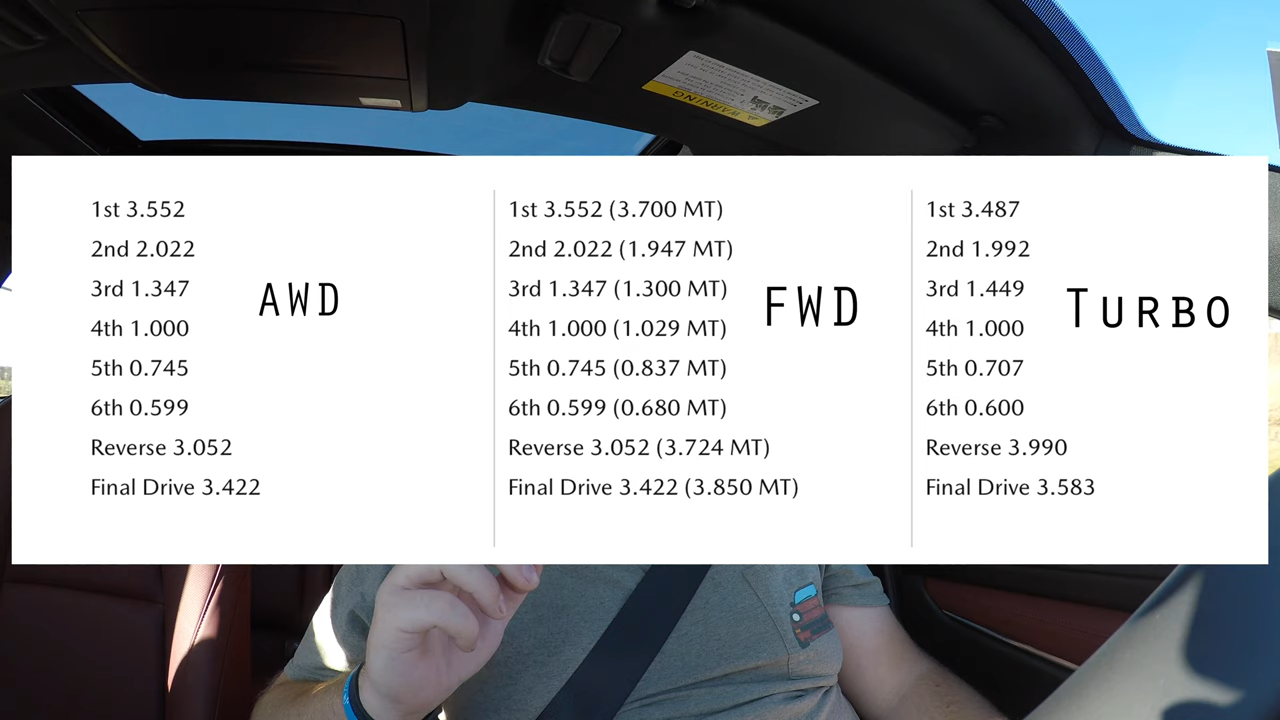 WARNING
1st 3.552
2nd 2.022
3rd 1.347
4th 1.000
5th 0.745
6th 0.599
Reverse 3.052
Final Drive 3.422
AWD
1st 3.552 (3.700 MT)
2nd 2.022 (1.947 MT)
3rd 1.347 (1.300 MT)
4th 1.000 (1.029 MT)
5th 0.745 (0.837 MT)
6th 0.599 (0.680 MT)
Reverse 3.052 (3.724 MT)
Final Drive 3.422 (3.850 MT)
FWD
1st 3.487
2nd 1.992
3rd 1.449
4th 1.000
5th 0.707
6th 0.600
Reverse 3.990
Final Drive 3.583
Turbo